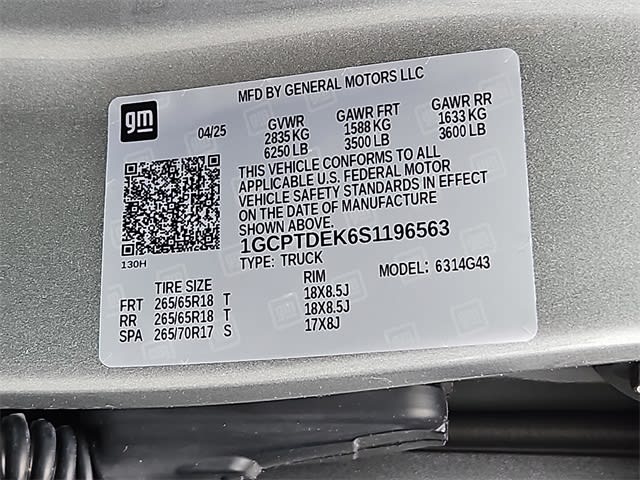 MFD BY GENERAL MOTORS LLC
gm
04/25
GVWR GAWR FRT GAWR RR
2835 KG 1588 KG 1633 KG
6250 LB 3500 LB 3600 LB
THIS VEHICLE CONFORMS TO ALL
APPLICABLE U.S. FEDERAL MOTOR
VEHICLE SAFETY STANDARDS IN EFFECT
ON THE DATE OF MANUFACTURE
SHOWN ABOVE.
1GCPTDEK6S1196563
130H
TYPE: TRUCK MODEL: 6314G43
TIRE SIZE RIM
FRT 265/65R18 T 18X8.5J
RR 265/65R18 T 18X8.5J
SPA 265/70R17 S 17X8J